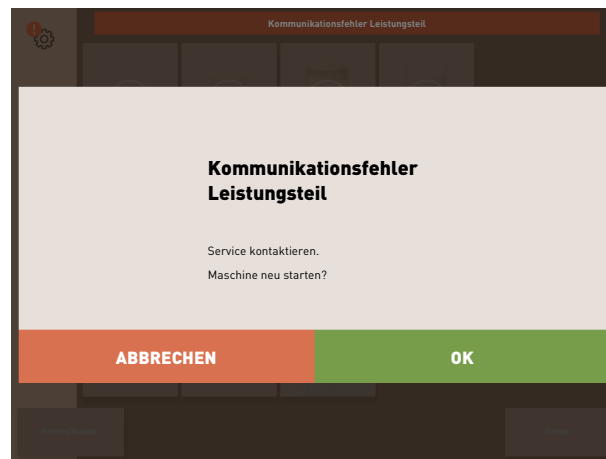 Kommunikationsfehler Leistungsteil
Kommunikationsfehler
Leistungsteil
Service kontaktieren.
Maschine neu starten?
ABBRECHEN
OK